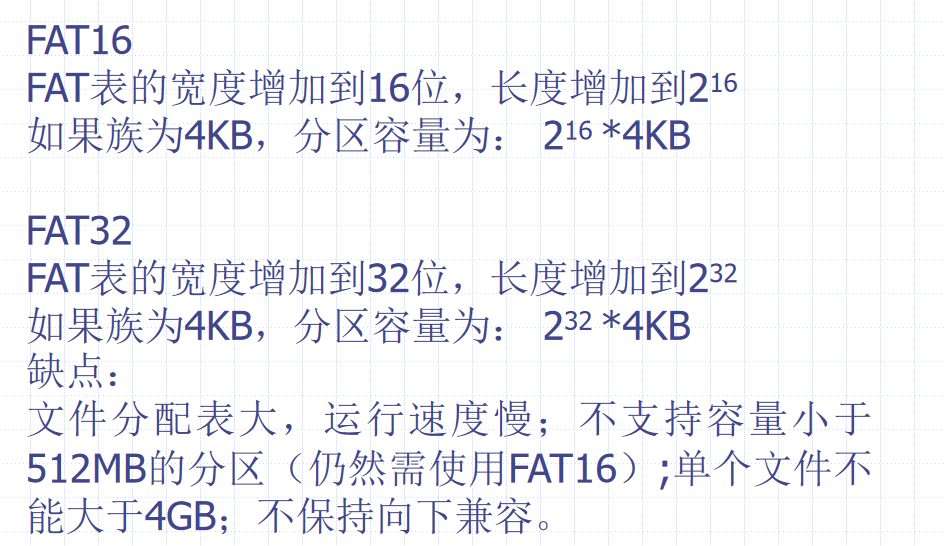 FAT16
FAT表的宽度增加到16位，长度增加到2¹⁶
如果族为4KB，分区容量为： 2¹⁶ *4KB
FAT32
FAT表的宽度增加到32位，长度增加到2³²
如果族为4KB，分区容量为： 2³² *4KB
缺点：
文件分配表大，运行速度慢；不支持容量小于
512MB的分区（仍然需使用FAT16）;单个文件不
能大于4GB；不保持向下兼容。